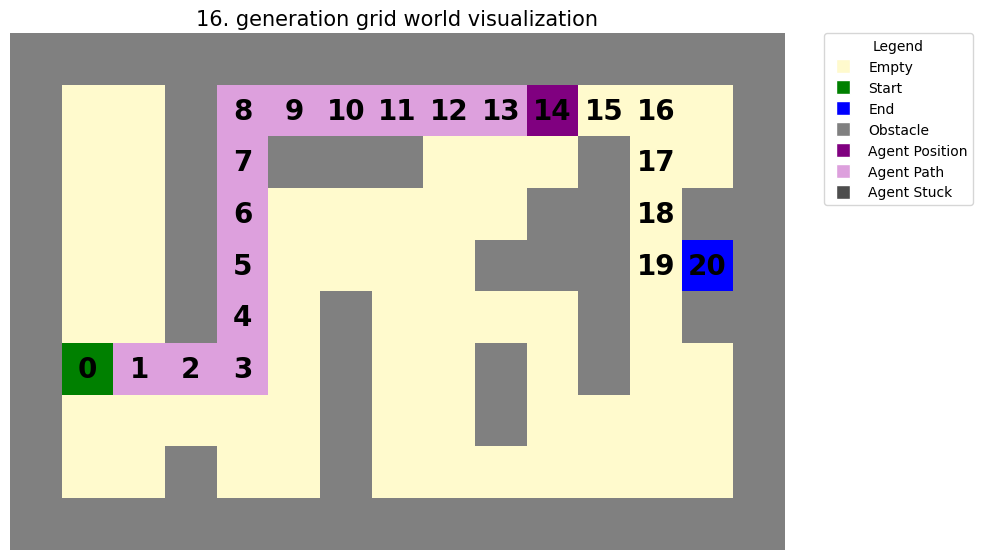 16. generation grid world visualization
Legend
Empty
Start
End
Obstacle
Agent Position
Agent Path
Agent Stuck
8 9 10 11 12 13 14 15 16
7 17
6 18
5 19 20
4
0 1 2 3